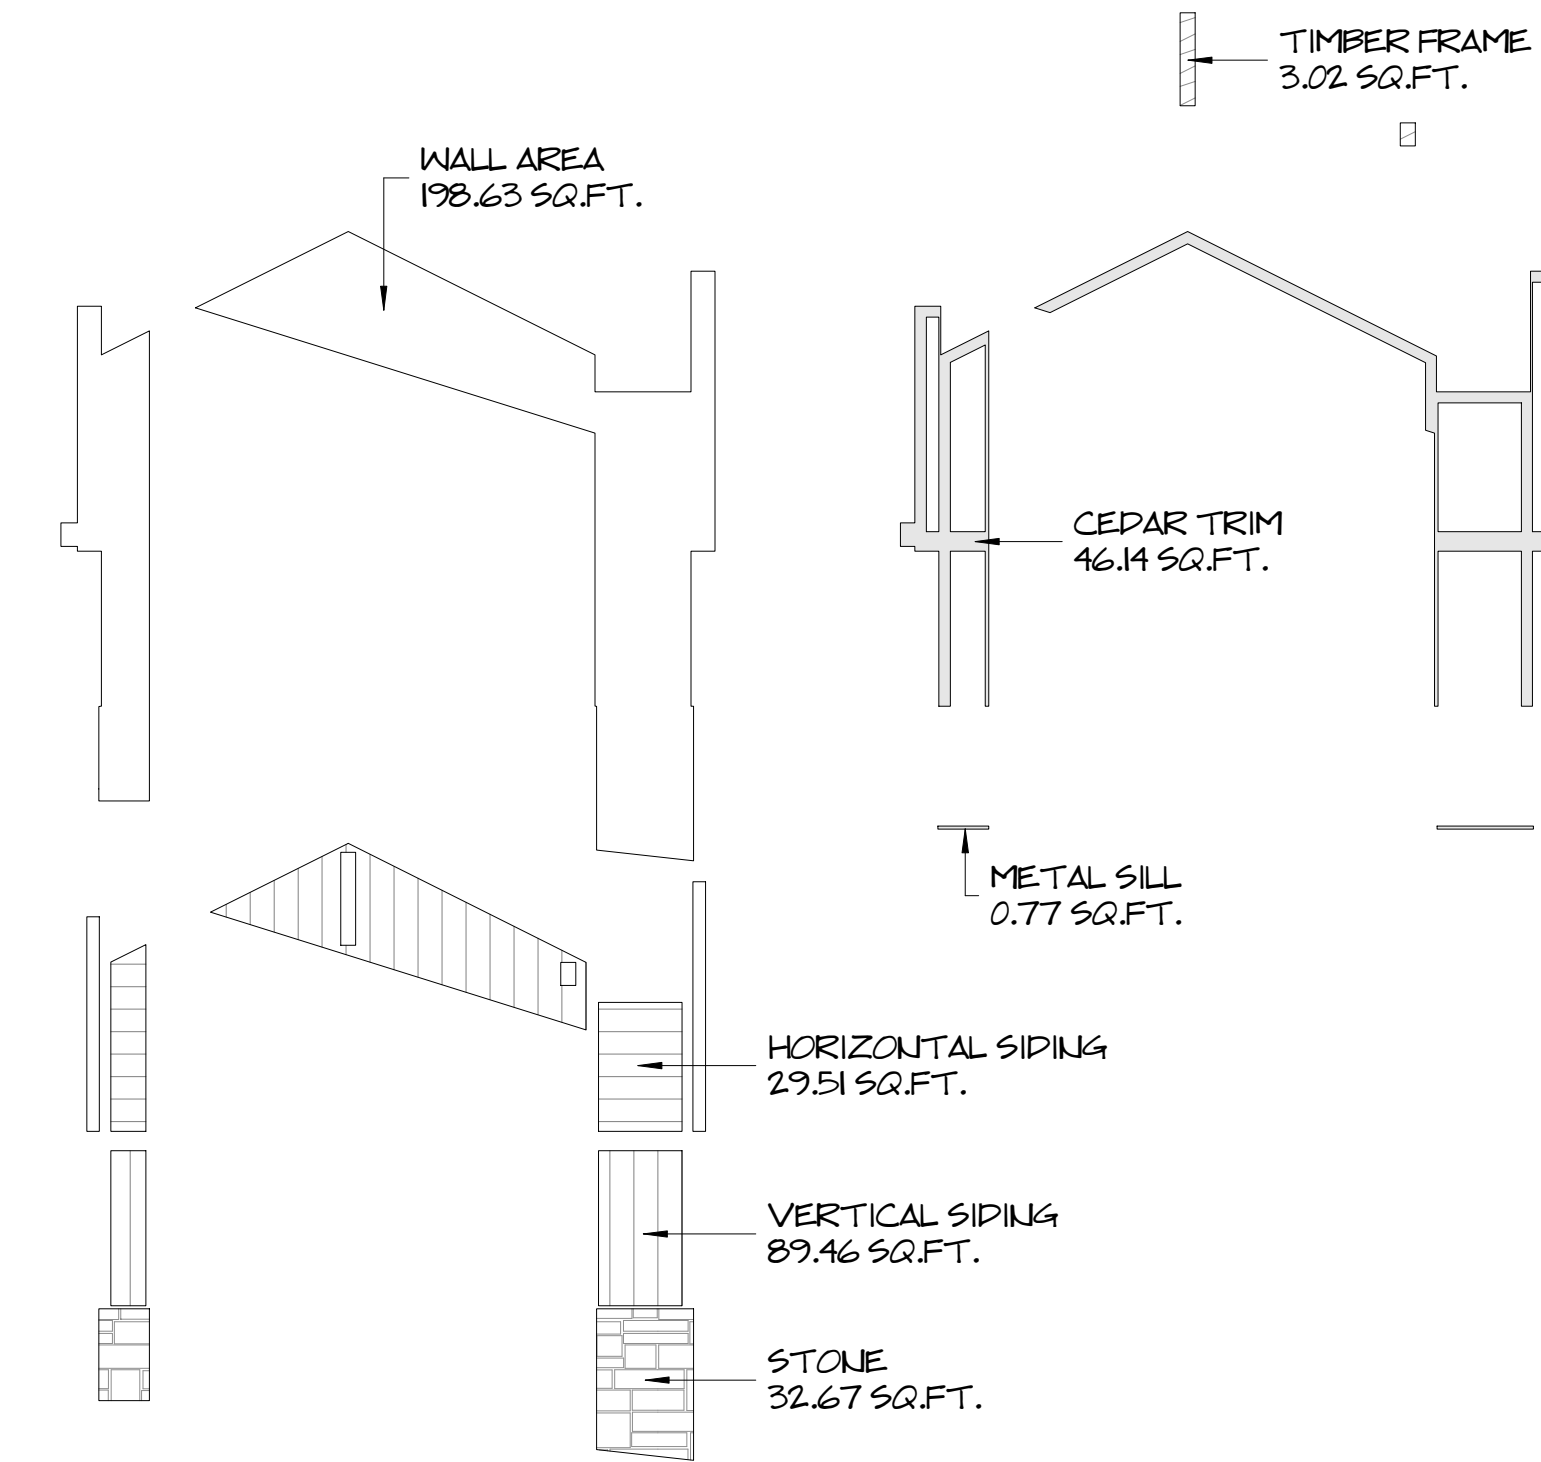 TIMBER FRAME
3.02 SQ.FT.
WALL AREA
198.63 SQ.FT.
CEDAR TRIM
46.14 SQ.FT.
METAL SILL
0.77 SQ.FT.
HORIZONTAL SIDING
29.51 SQ.FT.
VERTICAL SIDING
89.46 SQ.FT.
STONE
32.67 SQ.FT.